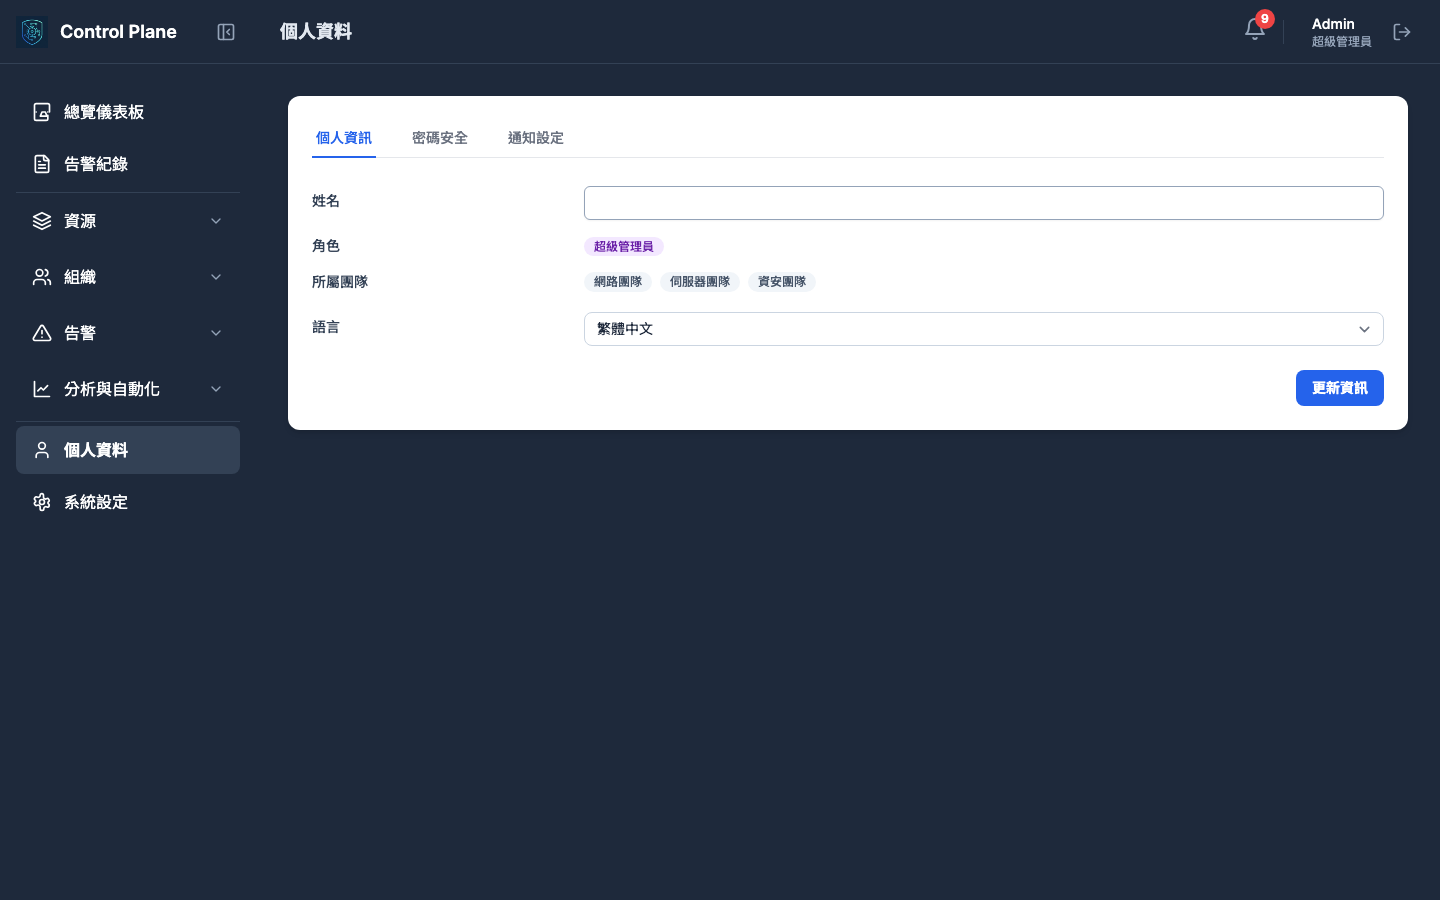 Control Plane
個人資料
9
Admin
超級管理員
總覽儀表板
告警紀錄
資源
組織
告警
分析與自動化
個人資料
系統設定
個人資訊 密碼安全 通知設定
姓名
角色 超級管理員
所屬團隊 網路團隊 伺服器團隊 資安團隊
語言 繁體中文
更新資訊